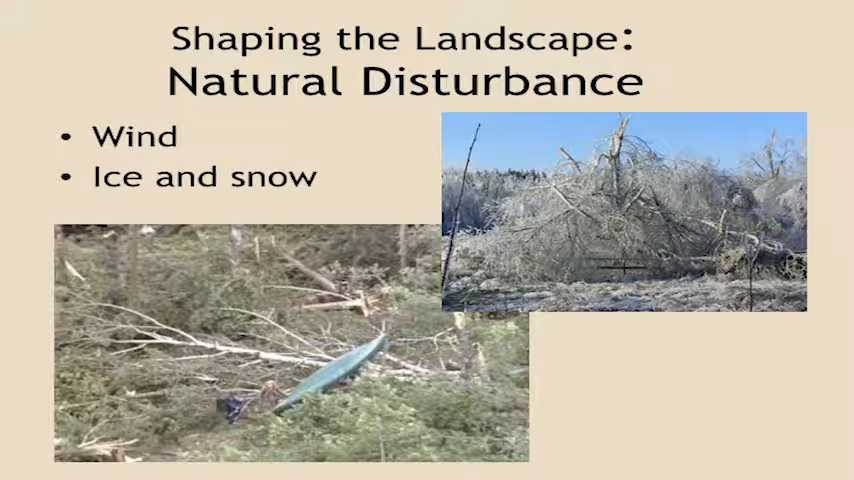 Shaping the Landscape:
Natural Disturbance
• Wind
• Ice and snow